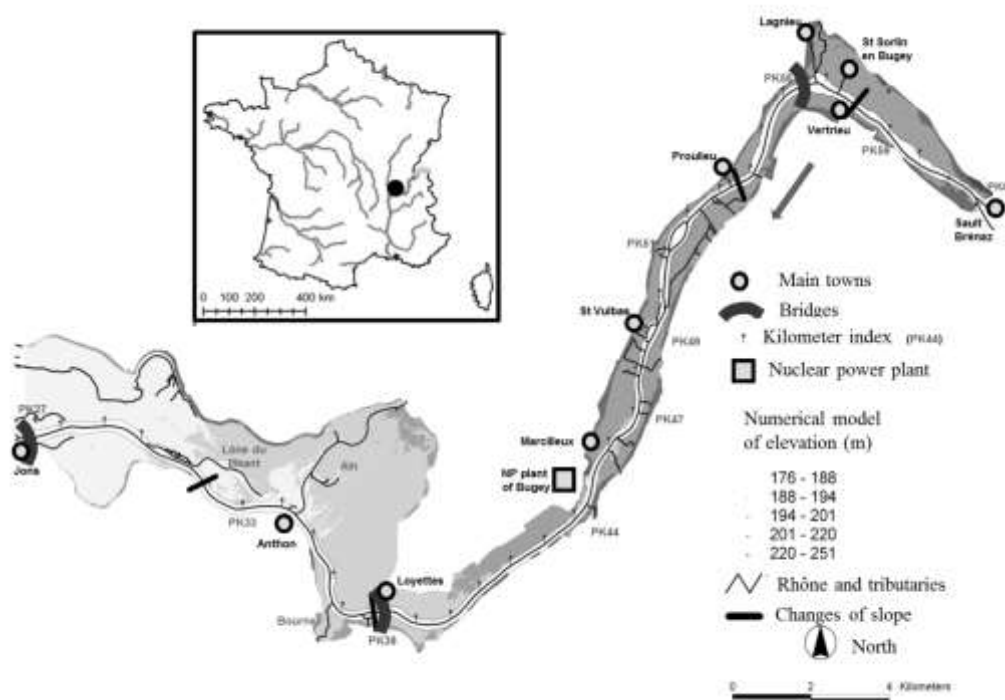 Lagnieu
St Sorlin
en Bugey
Vertrieu
PK59
Sault
Brénaz
Proulieu
PK51
St Vulbas
PK49
PK47
Marcilleux
NP plant
of Bugey
PK44
0 100 200 400 km
Main towns
Bridges
Kilometer index (PK44)
Nuclear power plant
Numerical model
of elevation (m)
176 - 188
188 - 194
194 - 201
201 - 220
220 - 251
Rhône and tributaries
Changes of slope
North
0 2 4 Kilometers
PK27
Jons
Lône du
Ain
PK33
Anthon
Loyettes
PK38